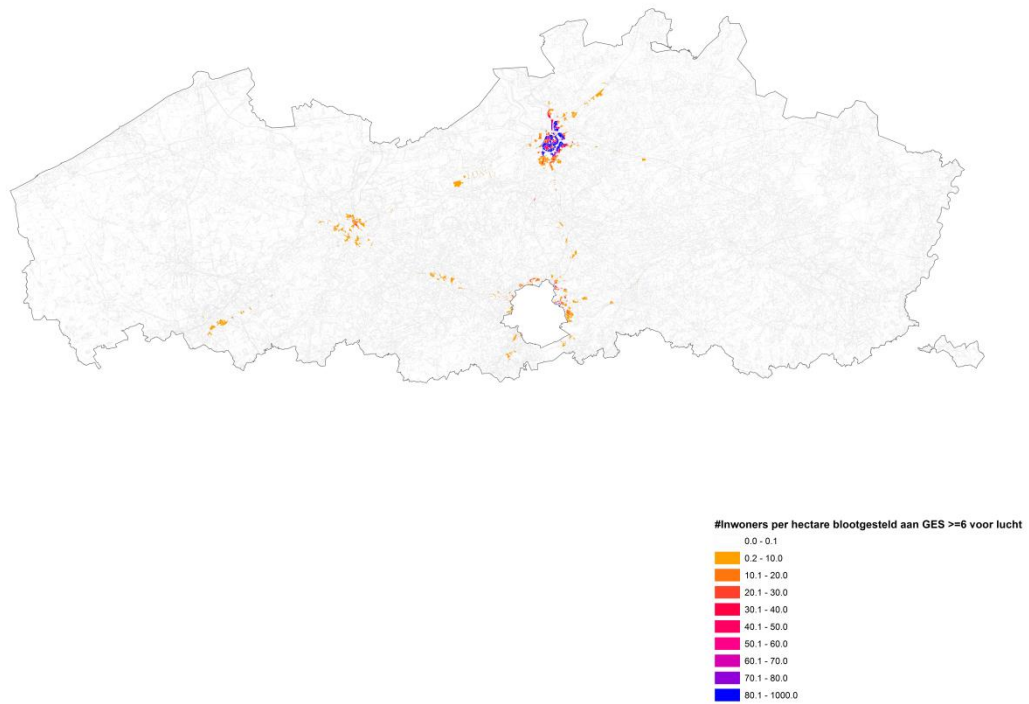 #Inwoners per hectare blootgesteld aan GES >=6 voor lucht
0.0 - 0.1
0.2 - 10.0
10.1 - 20.0
20.1 - 30.0
30.1 - 40.0
40.1 - 50.0
50.1 - 60.0
60.1 - 70.0
70.1 - 80.0
80.1 - 1000.0